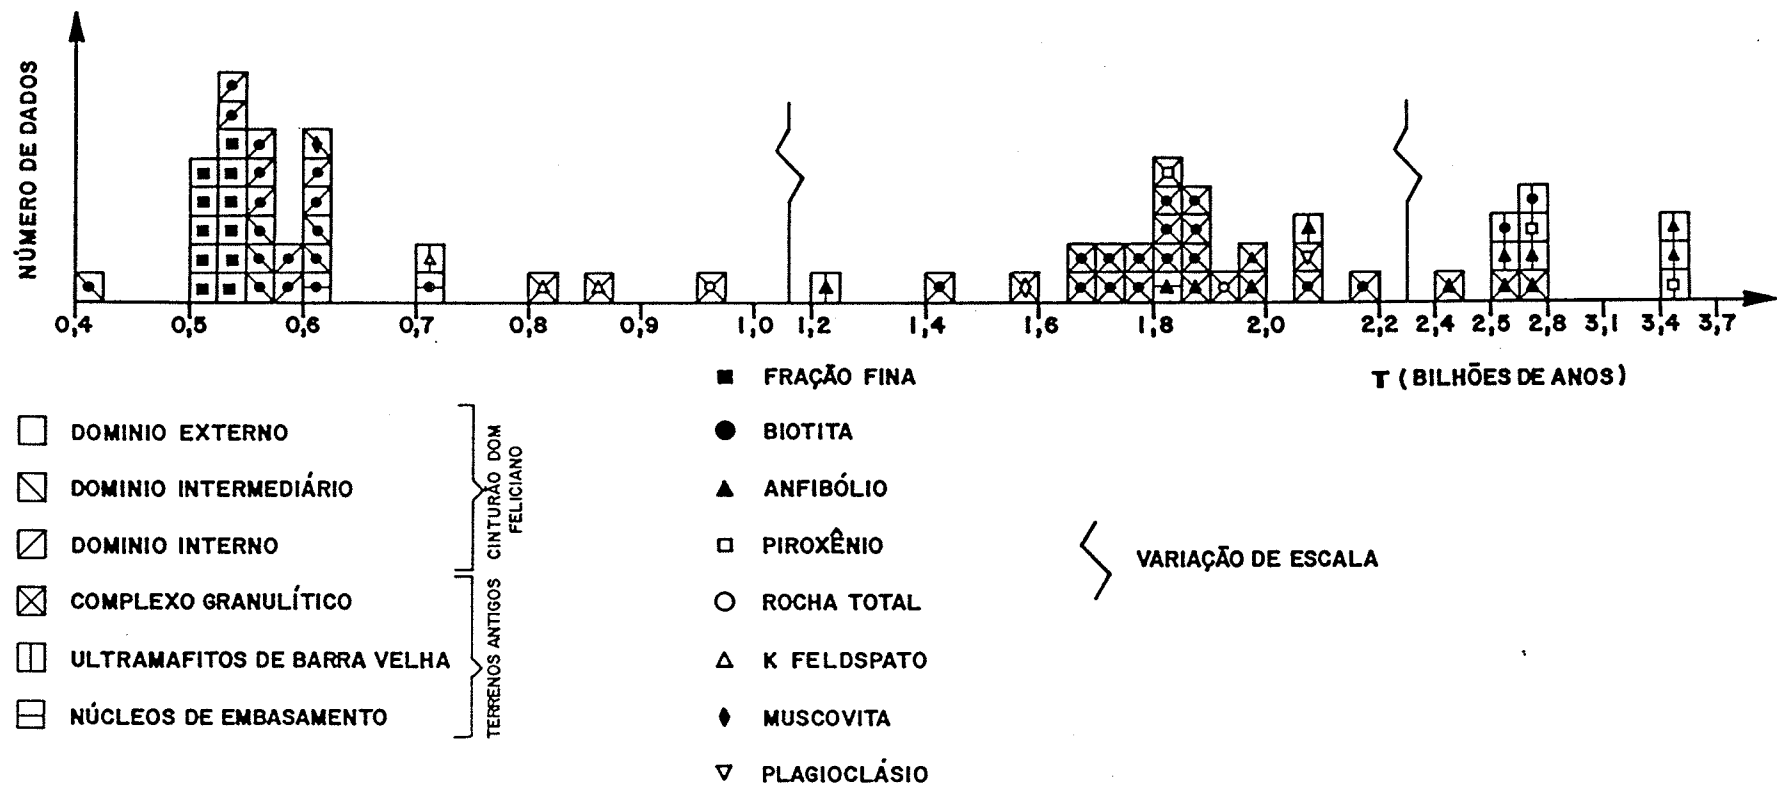 NÚMERO DE DADOS
0,4 0,5 0,6 0,7 0,8 0,9 1,0 1,2 1,4 1,6 1,8 2,0 2,2 2,4 2,5 2,8 3,1 3,4 3,7
T (BILHÕES DE ANOS)
DOMINIO EXTERNO
DOMINIO INTERMEDIÁRIO
DOMINIO INTERNO
COMPLEXO GRANULÍTICO
ULTRAMAFITOS DE BARRA VELHA
NÚCLEOS DE EMBASAMENTO
CINTURÃO DOM
FELICIANO
TERRENOS ANTIGOS
FRAÇÃO FINA
BIOTITA
ANFIBÓLIO
PIROXÊNIO
ROCHA TOTAL
K FELDSPATO
MUSCOVITA
PLAGIOCLÁSIO
VARIAÇÃO DE ESCALA